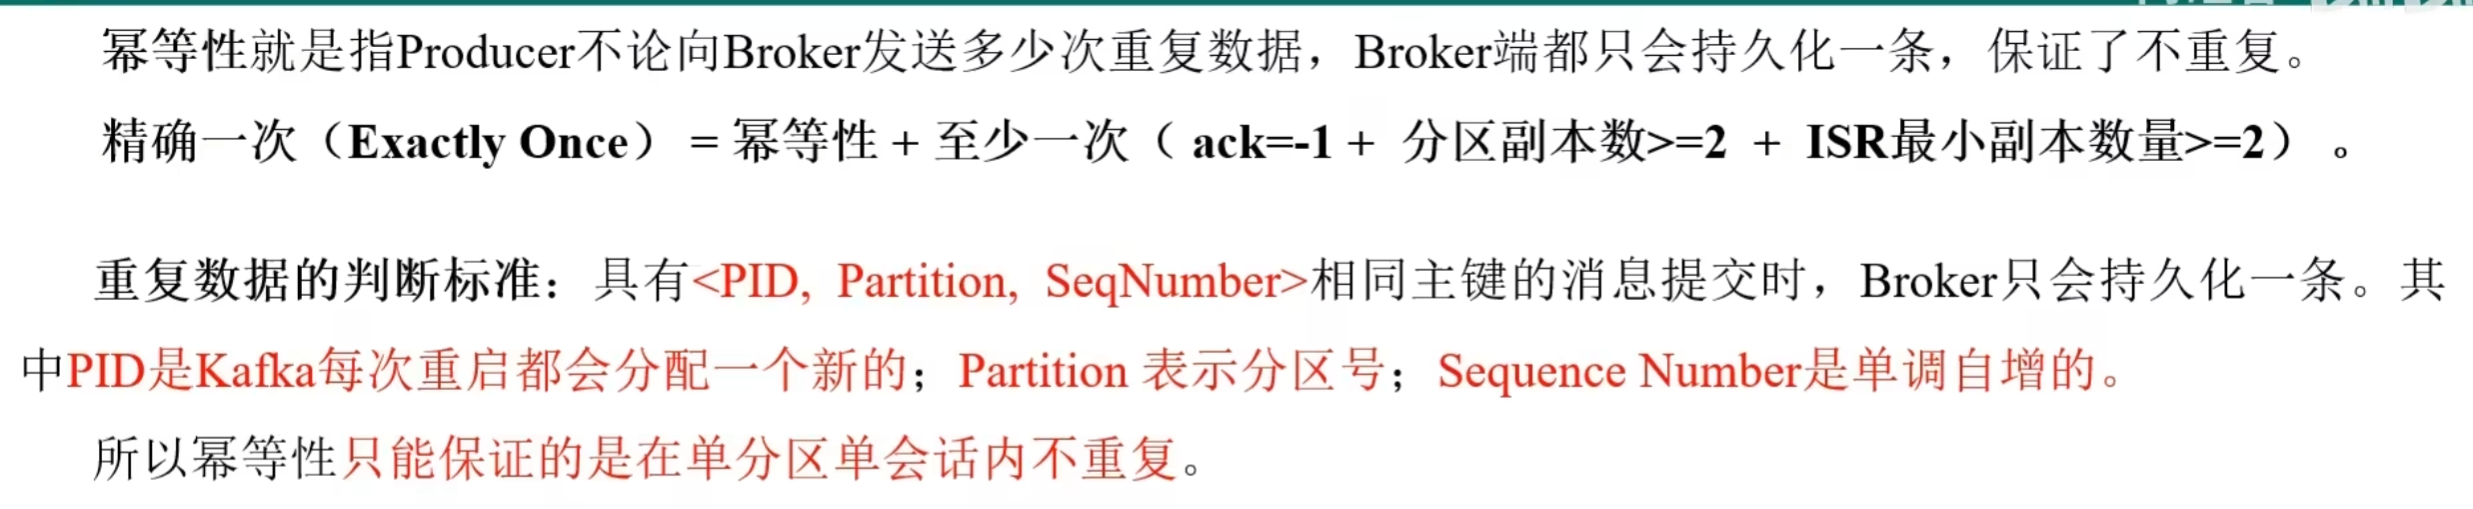 幂等性就是指Producer不论向Broker发送多少次重复数据，Broker端都只会持久化一条，保证了不重复。
精确一次（Exactly Once） = 幂等性 + 至少一次（ ack=-1 + 分区副本数>=2 + ISR最小副本数量>=2） 。
重复数据的判断标准：具有<PID, Partition, SeqNumber>相同主键的消息提交时，Broker只会持久化一条。其
中PID是Kafka每次重启都会分配一个新的；Partition 表示分区号；Sequence Number是单调自增的。
所以幂等性只能保证的是在单分区单会话内不重复。